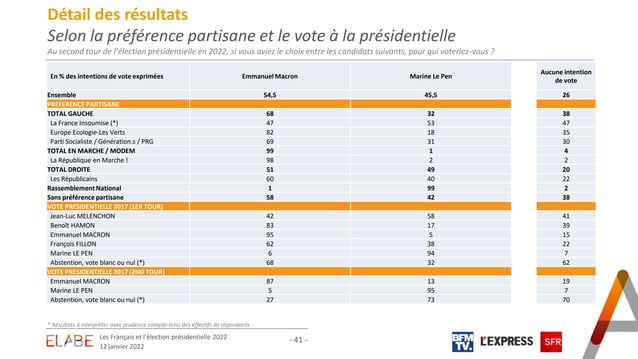 Détail des résultats
Selon la préférence partisane et le vote à la présidentielle
Au second tour de l'élection présidentielle en 2022, si vous aviez le choix entre les candidats suivants, pour qui voteriez-vous ?
En % des intentions de vote exprimées Emmanuel Macron Marine Le Pen Aucune intention de vote
Ensemble 54,5 45,5 26
PREFERENCE PARTISANE
TOTAL GAUCHE 68 32 38
La France Insoumise (*) 47 53 47
Europe Ecologie-Les Verts 82 18 35
Parti Socialiste / Génération.s / PRG 69 31 30
TOTAL EN MARCHE / MODEM 99 1 4
La République en Marche ! 98 2 2
TOTAL DROITE 51 49 20
Les Républicains 60 40 22
Rassemblement National 1 99 2
Sans préférence partisane 58 42 38
VOTE PRESIDENTIELLE 2017 (1ER TOUR)
Jean-Luc MELENCHON 42 58 41
Benoît HAMON 83 17 39
Emmanuel MACRON 95 5 15
François FILLON 62 38 22
Marine LE PEN 6 94 7
Abstention, vote blanc ou nul (*) 68 32 62
VOTE PRESIDENTIELLE 2017 (2ND TOUR)
Emmanuel MACRON 87 13 19
Marine LE PEN 5 95 7
Abstention, vote blanc ou nul (*) 27 73 70
* Résultats à interpréter avec prudence compte tenu des effectifs de répondants
ELABE
Les Français et l'élection présidentielle 2022
12 janvier 2022
- 41 -
BFM TV.
L'EXPRESS
SFR